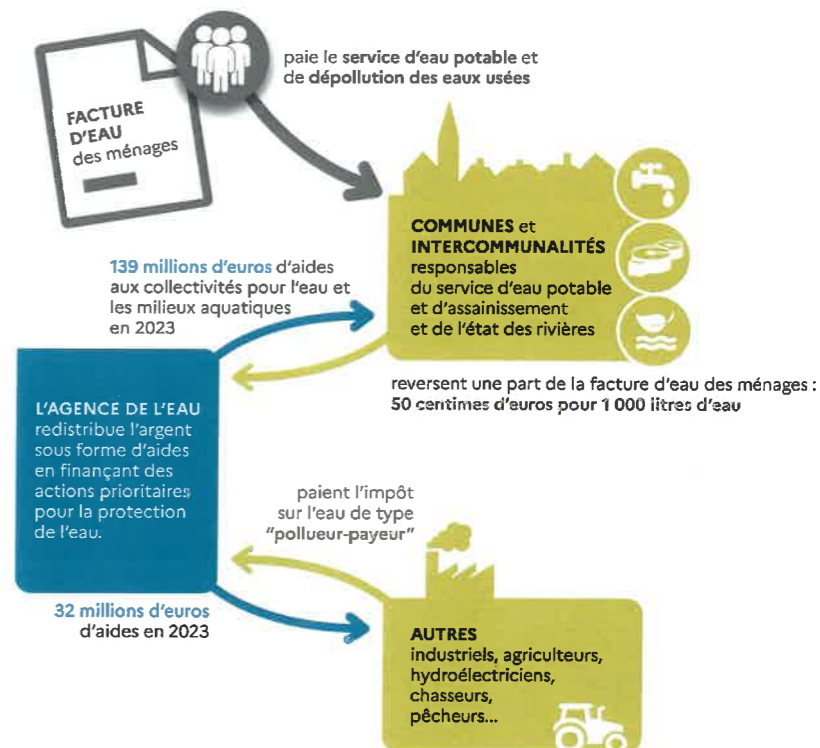 paie le service d'eau potable et
de dépollution des eaux usées
FACTURE
D'EAU
des ménages
COMMUNES et
INTERCOMMUNALITÉS
responsables
du service d'eau potable
et d'assainissement
et de l'état des rivières
139 millions d'euros d'aides
aux collectivités pour l'eau et
les milieux aquatiques
en 2023
reversent une part de la facture d'eau des ménages :
50 centimes d'euros pour 1 000 litres d'eau
L'AGENCE DE L'EAU
redistribue l'argent
sous forme d'aides
en finançant des
actions prioritaires
pour la protection
de l'eau.
paient l'impôt
sur l'eau de type
"pollueur-payeur"
32 millions d'euros
d'aides en 2023
AUTRES
industriels, agriculteurs,
hydroélectriciens,
chasseurs,
pêcheurs...